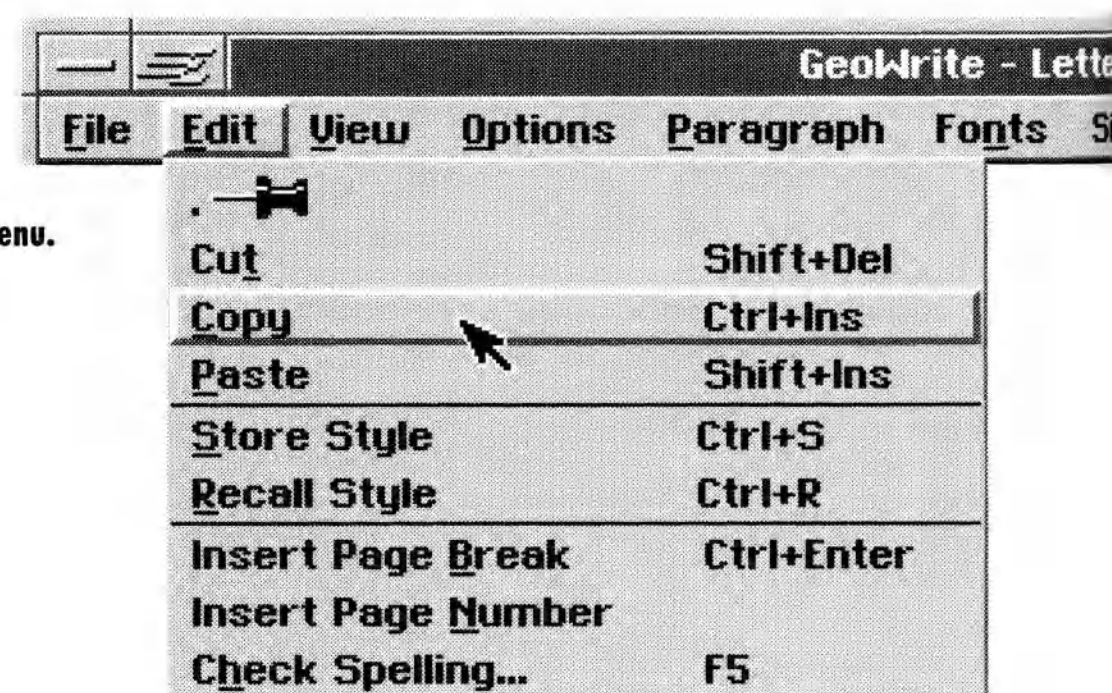 GeoWrite - Lette
File Edit View Options Paragraph Fonts Si
enu.
Cut Shift+Del
Copy Ctrl+Ins
Paste Shift+Ins
Store Style Ctrl+S
Recall Style Ctrl+R
Insert Page Break Ctrl+Enter
Insert Page Number
Check Spelling... F5